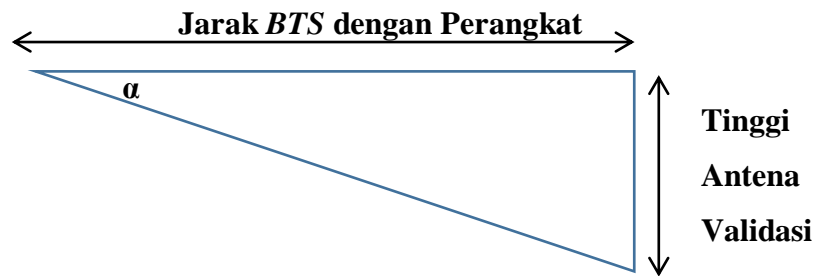 Jarak BTS dengan Perangkat
α
Tinggi
Antena
Validasi